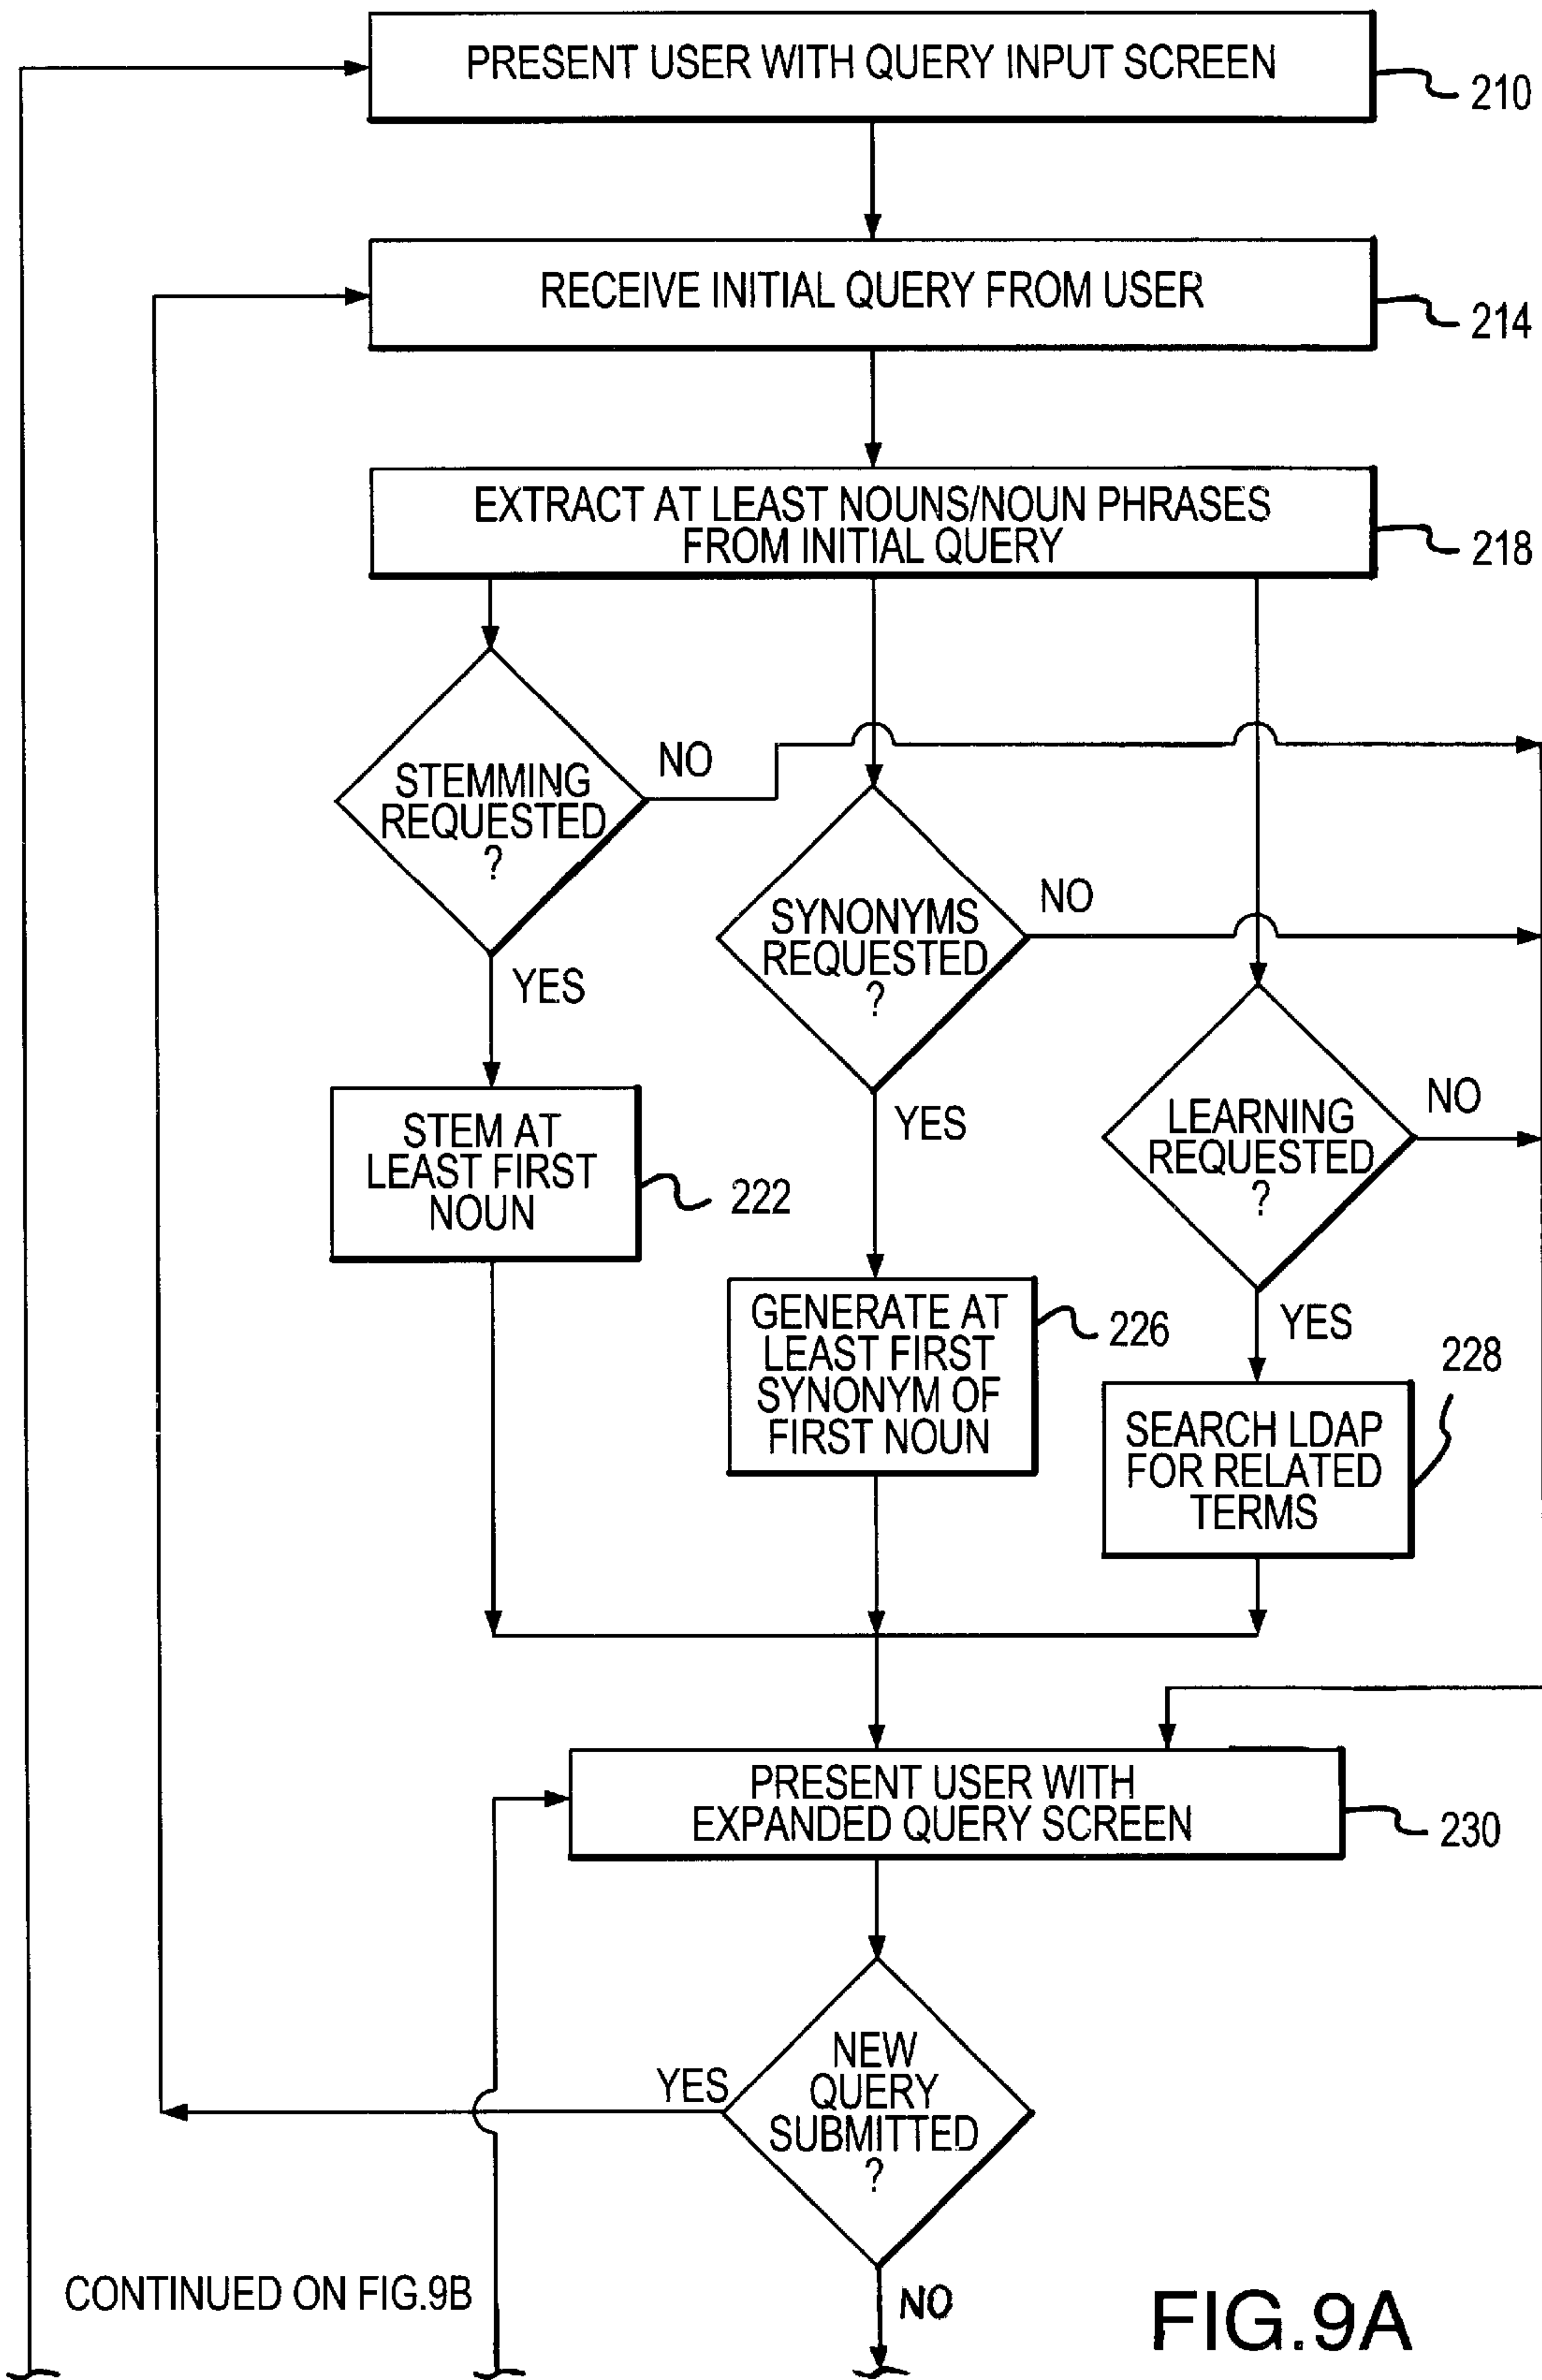 PRESENT USER WITH QUERY INPUT SCREEN
210
RECEIVE INITIAL QUERY FROM USER
214
EXTRACT AT LEAST NOUNS/NOUN PHRASES
FROM INITIAL QUERY
218
STEMMING
REQUESTED
?
NO
YES
SYNONYMS
REQUESTED
?
NO
YES
LEARNING
REQUESTED
?
NO
YES
STEM AT
LEAST FIRST
NOUN
222
GENERATE AT
LEAST FIRST
SYNONYM OF
FIRST NOUN
226
SEARCH LDAP
FOR RELATED
TERMS
228
PRESENT USER WITH
EXPANDED QUERY SCREEN
230
NEW
QUERY
SUBMITTED
?
YES
NO
CONTINUED ON FIG.9B
FIG.9A